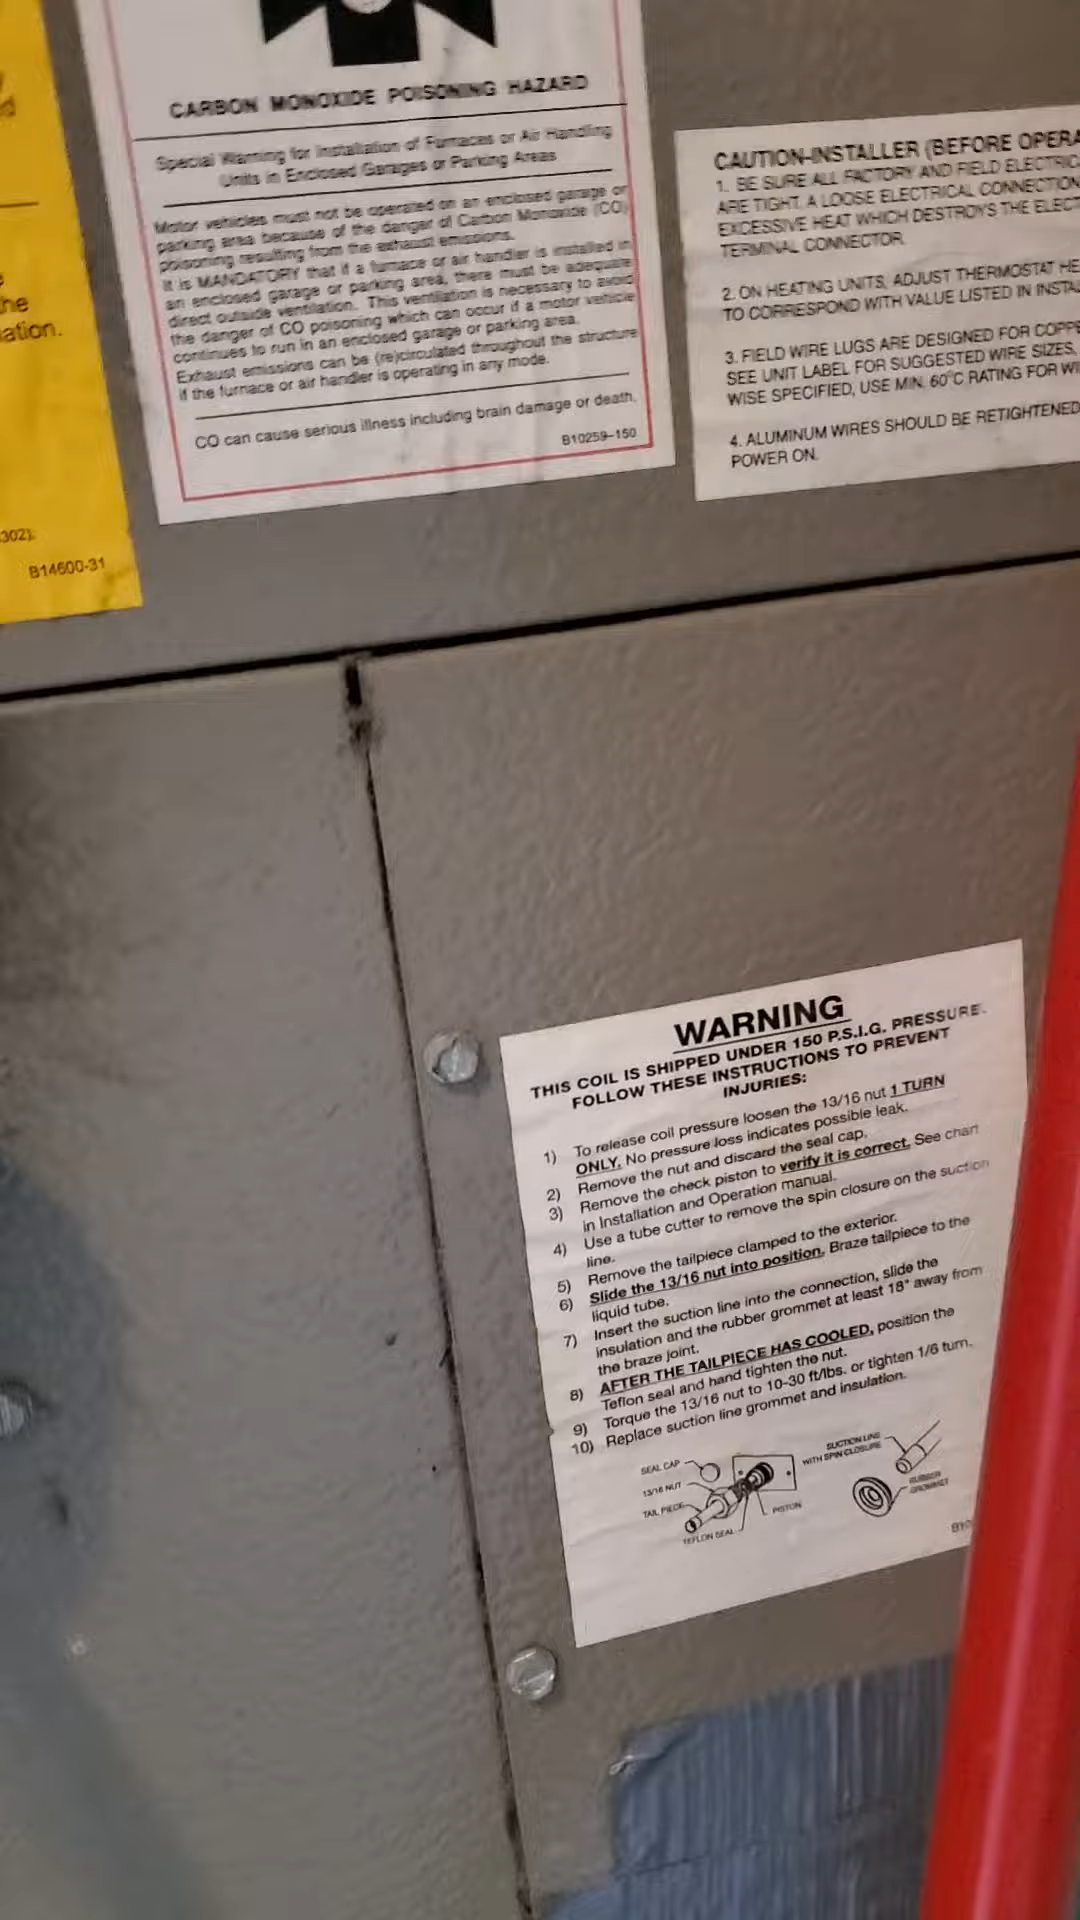 the
ation.
302).
B14600-31
CARBON MONOXIDE POISONING HAZARD
Special Warning for Installation of Furnaces or Air Handling
Units in Enclosed Garages or Parking Areas
Motor vehicles must not be operated on an enclosed garage or
parking area because of the danger of Carbon Monoxide (CO)
poisoning resulting from the exhaust emissions.
It is MANDATORY that if a furnace or air handler is installed in
an enclosed garage or parking area, there must be adequate
direct outside ventilation. This ventilation is necessary to avoid
the danger of CO poisoning which can occur if a motor vehicle
continues to run in an enclosed garage or parking area.
Exhaust emissions can be (re)circulated throughout the structure
if the furnace or air handler is operating in any mode.
CO can cause serious illness including brain damage or death.
B10259-150
CAUTION-INSTALLER (BEFORE OPERA
1. BE SURE ALL FACTORY AND FIELD ELECTRIC
ARE TIGHT. A LOOSE ELECTRICAL CONNECTION
EXCESSIVE HEAT WHICH DESTROYS THE ELECT
TERMINAL CONNECTOR.
2. ON HEATING UNITS, ADJUST THERMOSTAT HE
TO CORRESPOND WITH VALUE LISTED IN INSTA
3. FIELD WIRE LUGS ARE DESIGNED FOR COPPE
SEE UNIT LABEL FOR SUGGESTED WIRE SIZES,
WISE SPECIFIED, USE MIN. 60°C RATING FOR WI
4. ALUMINUM WIRES SHOULD BE RETIGHTENED
POWER ON.
WARNING
THIS COIL IS SHIPPED UNDER 150 P.S.I.G. PRESSURE.
FOLLOW THESE INSTRUCTIONS TO PREVENT
INJURIES:
1) To release coil pressure loosen the 13/16 nut 1 TURN
ONLY. No pressure loss indicates possible leak.
2) Remove the nut and discard the seal cap.
3) Remove the check piston to verify it is correct. See chart
in Installation and Operation manual.
4) Use a tube cutter to remove the spin closure on the suction
line.
5) Remove the tailpiece clamped to the exterior.
6) Slide the 13/16 nut into position. Braze tailpiece to the
liquid tube.
7) Insert the suction line into the connection, slide the
insulation and the rubber grommet at least 18" away from
the braze joint.
8) AFTER THE TAILPIECE HAS COOLED, position the
Teflon seal and hand tighten the nut.
9) Torque the 13/16 nut to 10-30 ft/lbs. or tighten 1/6 turn.
10) Replace suction line grommet and insulation.
SEAL CAP
13/16 NUT
TAIL PIECE
TEFLON SEAL
PISTON
SUCTION LINE
WITH SPIN CLOSURE
RUBBER
GROMMET